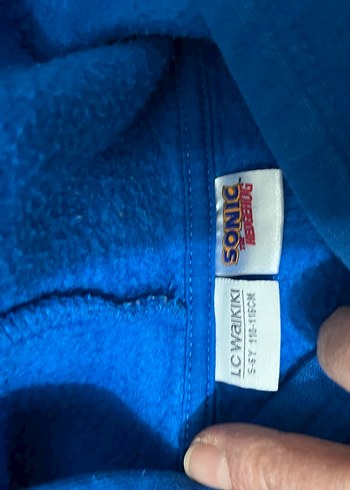 SONIC
THE
HEDGEHOG
LC WAIKIKI
5-6Y 110-116CM